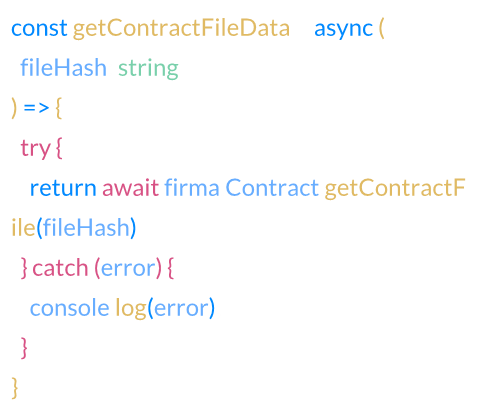 const getContractFileData async (
fileHash string
) => {
try {
return await firma Contract getContractF
ile(fileHash)
} catch (error) {
console log(error)
}
}